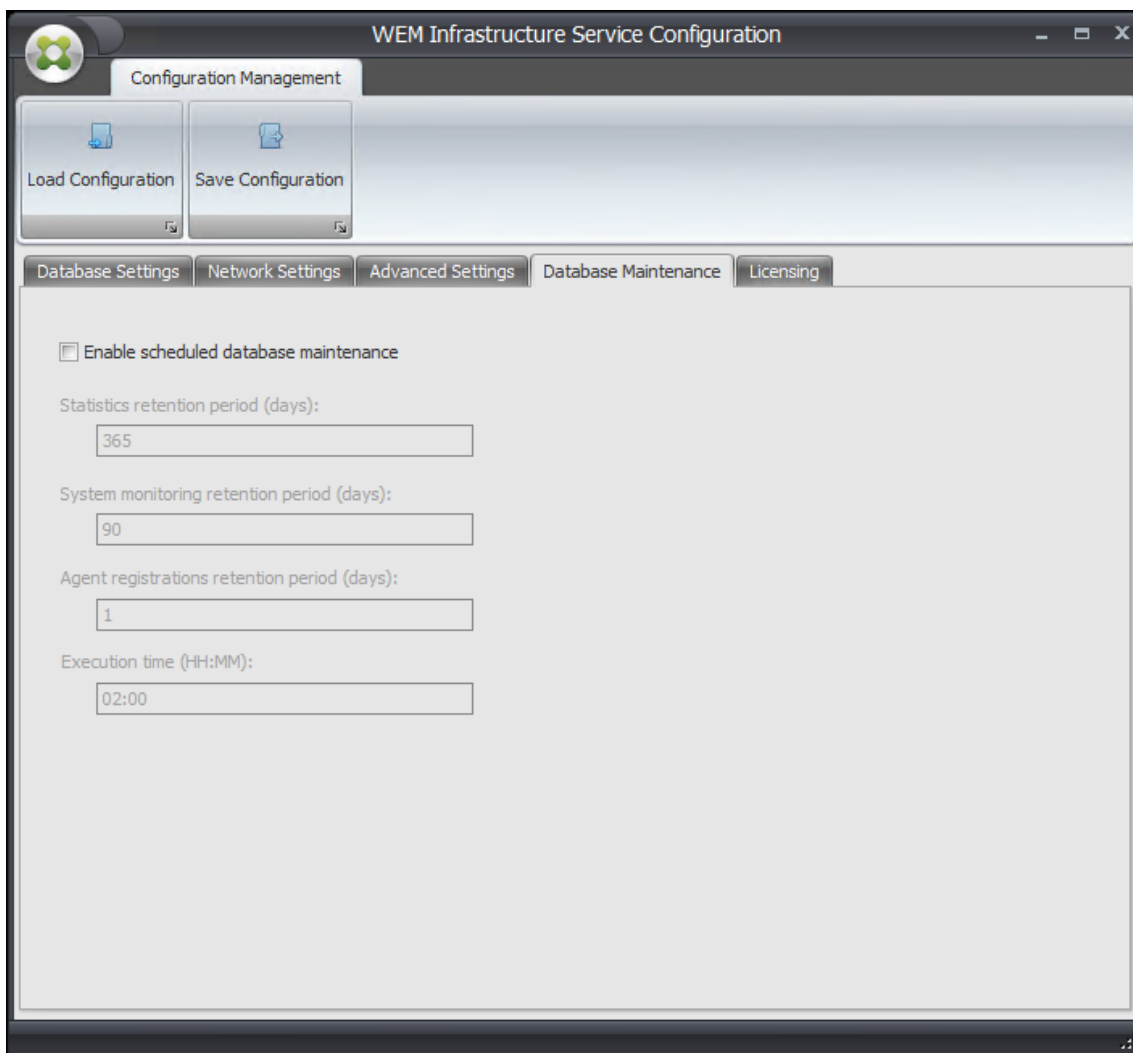 WEM Infrastructure Service Configuration
Configuration Management
Load Configuration
Save Configuration
Database Settings
Network Settings
Advanced Settings
Database Maintenance
Licensing
Enable scheduled database maintenance
Statistics retention period (days):
365
System monitoring retention period (days):
90
Agent registrations retention period (days):
1
Execution time (HH:MM):
02:00